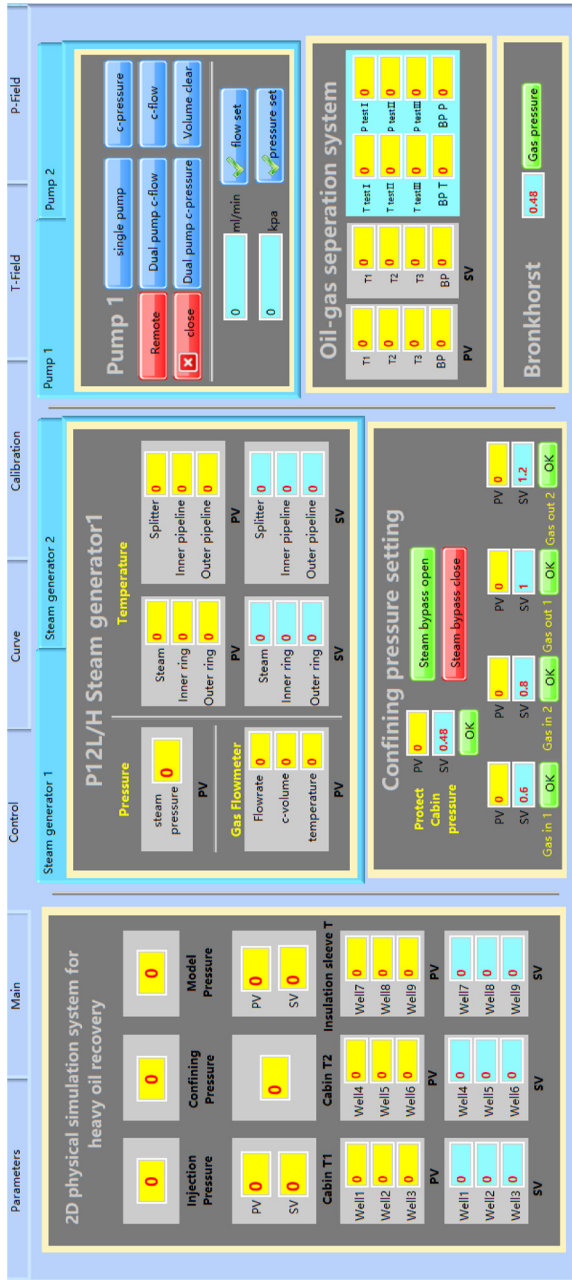 Parameters
Main
Control
Curve
Calibration
T-Field
P-Field
2D physical simulation system for
heavy oil recovery
0
0
0
Injection
Pressure
Confining
Pressure
Model
Pressure
PV 0
SV 0
0
PV 0
SV 0
Cabin T1
Cabin T2
Insulation sleeve T
Well1 0
Well2 0
Well3 0
Well4 0
Well5 0
Well6 0
Well7 0
Well8 0
Well9 0
PV
PV
PV
Well1 0
Well2 0
Well3 0
Well4 0
Well5 0
Well6 0
Well7 0
Well8 0
Well9 0
SV
SV
SV
Steam generator 1
Steam generator 2
P12L/H Steam generator1
Pressure
Temperature
steam
pressure
0
PV
Steam 0
Inner ring 0
Outer ring 0
PV
Splitter 0
Inner pipeline 0
Outer pipeline 0
PV
Gas Flowmeter
Flowrate 0
c-volume 0
temperature 0
PV
Steam 0
Inner ring 0
Outer ring 0
SV
Splitter 0
Inner pipeline 0
Outer pipeline 0
SV
Confining pressure setting
Protect
Cabin
pressure
PV 0
SV 0.48
OK
Steam bypass open
Steam bypass close
PV 0
SV 0.6
Gas in 1 OK
PV 0
SV 0.8
Gas in 2 OK
PV 0
SV 1
Gas out 1 OK
PV 0
SV 1.2
Gas out 2 OK
Pump 1
Pump 2
Pump 1
single pump
c-pressure
Remote
Dual pump c-flow
c-flow
close
Dual pump c-pressure
Volume clear
0 ml/min
flow set
0 kpa
pressure set
Oil-gas seperation system
T1 0
T2 0
T3 0
BP 0
PV
T1 0
T2 0
T3 0
BP 0
SV
T test I 0
T testII 0
T testIII 0
BP T 0
P test I 0
P testII 0
P testIII 0
BP P 0
Bronkhorst
0.48
Gas pressure